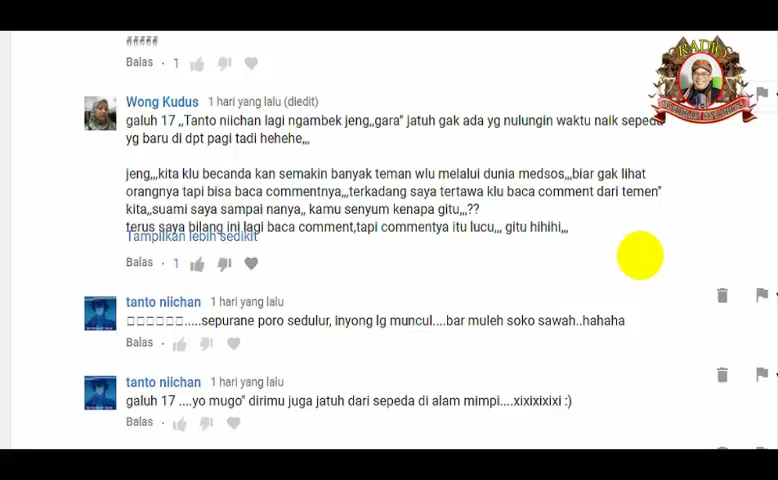 Balas · 1
RADIO
Wong Kudus 1 hari yang lalu (diedit)
galuh 17 ,,Tanto niichan lagi ngambek jeng,,gara" jatuh gak ada yg nulungin waktu naik sepeda
yg baru di dpt pagi tadi hehehe,,,
jeng,,,kita klu becanda kan semakin banyak teman wlu melalui dunia medsos,,,biar gak lihat
orangnya tapi bisa baca commentnya,,,terkadang saya tertawa klu baca comment dari temen"
kita,,suami saya sampai nanya,, kamu senyum kenapa gitu,,,??
terus saya bilang ini lagi baca comment,tapi commentya itu lucu,,, gitu hihihi,,,
Tampilkan lebih sedikit
Balas · 1
tanto niichan 1 hari yang lalu
□□□□□□.....sepurane poro sedulur, inyong lg muncul....bar muleh soko sawah..hahaha
Balas
tanto niichan 1 hari yang lalu
galuh 17 ....yo mugo" dirimu juga jatuh dari sepeda di alam mimpi....xixixixixi :)
Balas